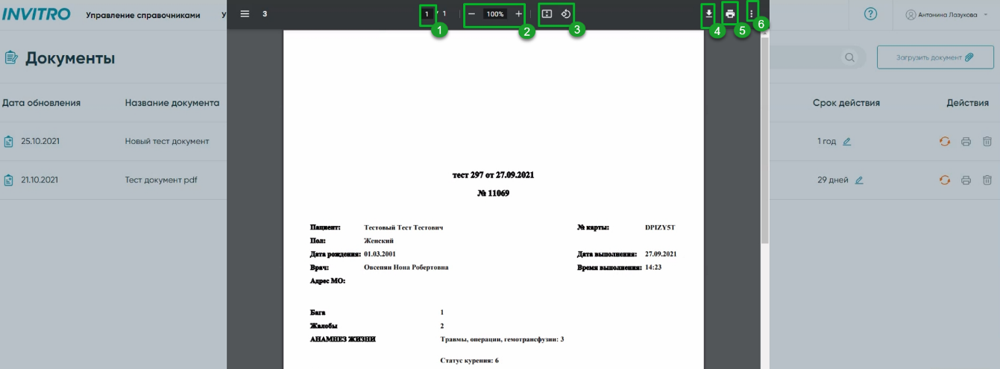 INVITRO Управление справочниками У
3 1 / 1 — 100% +
? Антонина Лазукова
1 2 3 4 5 6
Документы
Загрузить документ
Дата обновления Название документа Срок действия Действия
25.10.2021 Новый тест документ 1 год
21.10.2021 Тест документ pdf 29 дней
тест 297 от 27.09.2021
№ 11069
Пациент: Тестовый Тест Тестович № карты: DPIZY5T
Пол: Женский
Дата рождения: 01.03.2001 Дата выполнения: 27.09.2021
Врач: Овсенян Нона Робертовна Время выполнения: 14:23
Адрес МО:
Бага 1
Жалобы 2
АНАМНЕЗ ЖИЗНИ Травмы, операции, гемотрансфузии: 3
Статус курения: 6